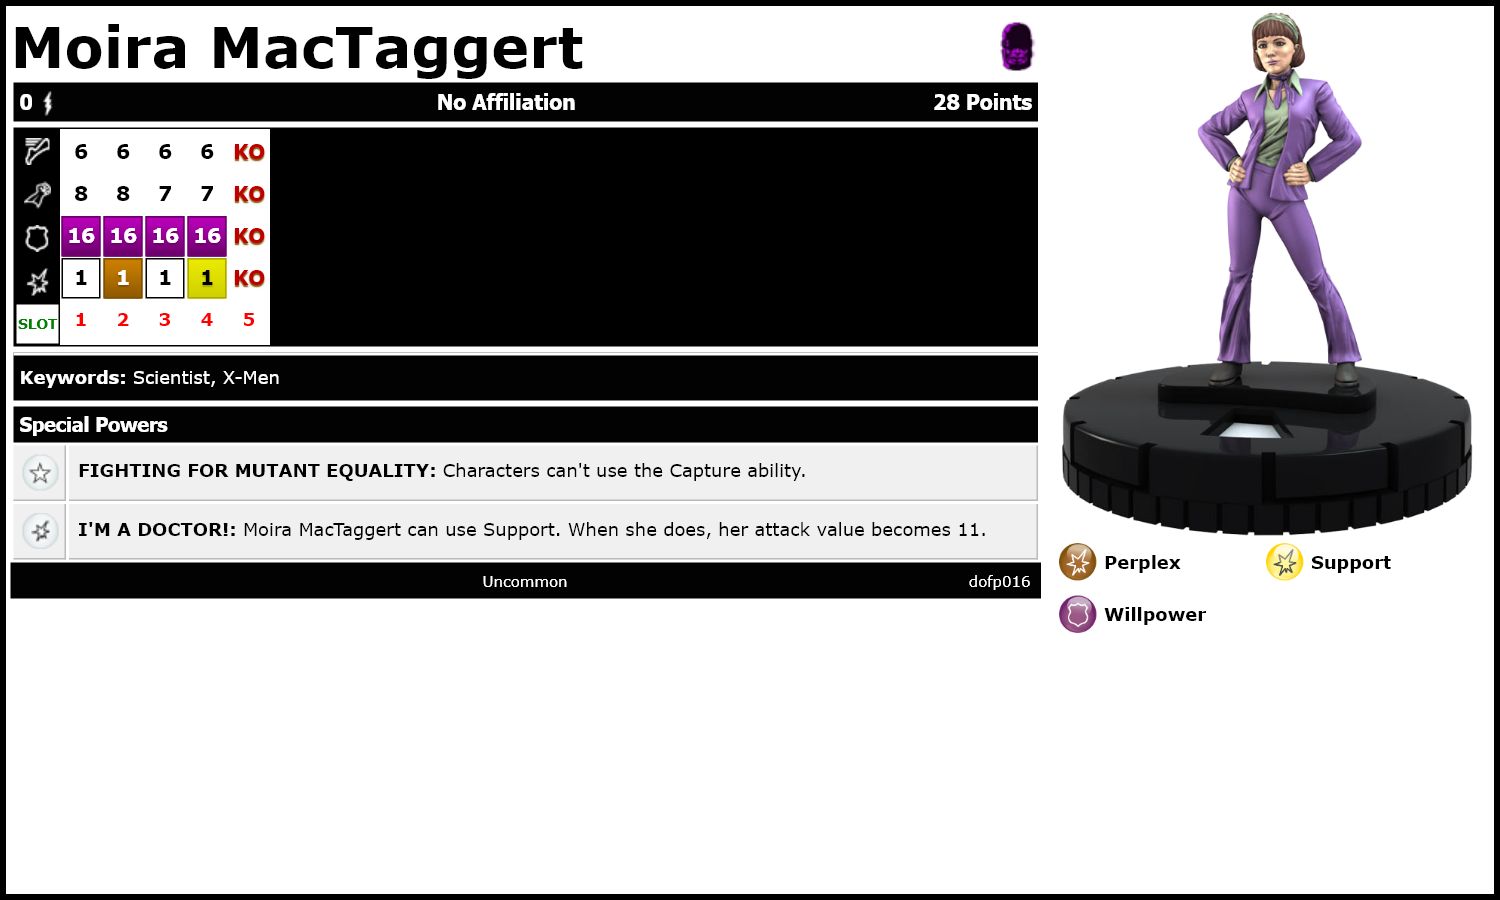 Moira MacTaggert
0 No Affiliation 28 Points
6 6 6 6 KO
8 8 7 7 KO
16 16 16 16 KO
1 1 1 1 KO
SLOT 1 2 3 4 5
Keywords: Scientist, X-Men
Special Powers
FIGHTING FOR MUTANT EQUALITY: Characters can't use the Capture ability.
I'M A DOCTOR!: Moira MacTaggert can use Support. When she does, her attack value becomes 11.
Uncommon dofp016
Perplex Support
Willpower